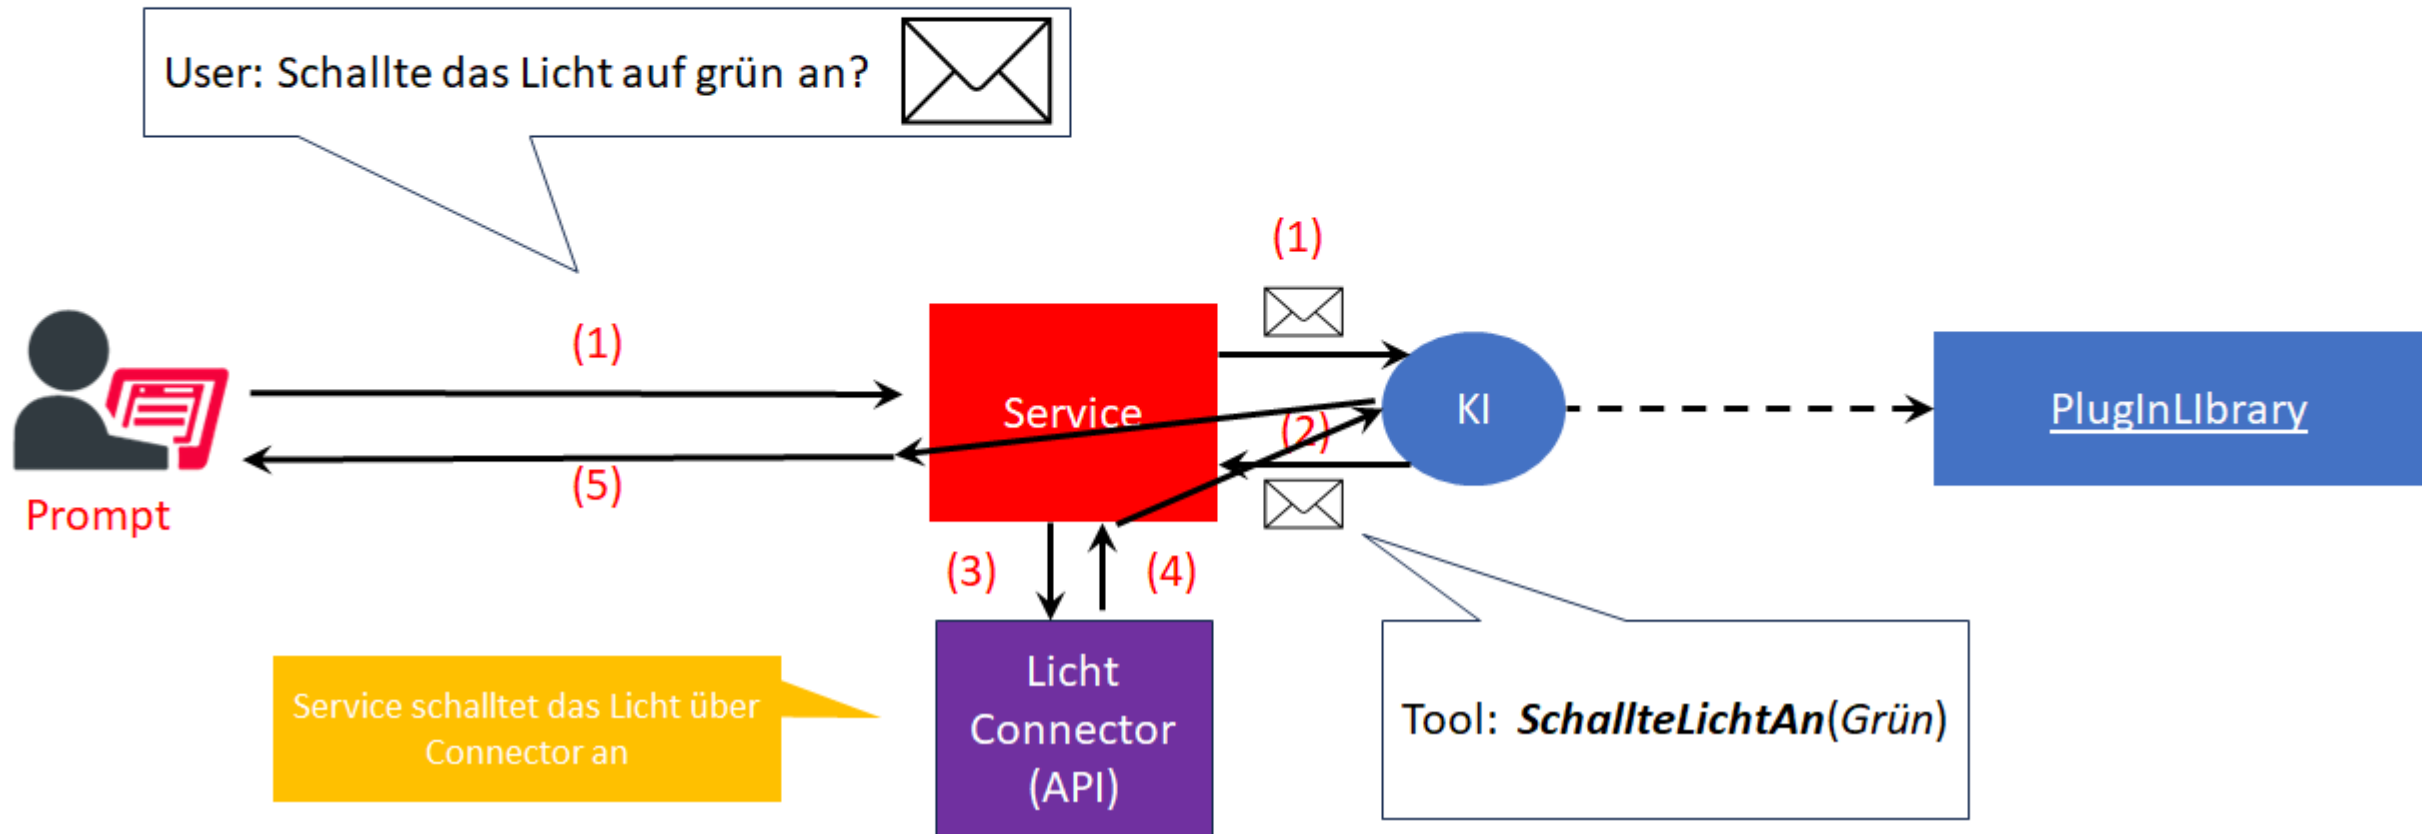 User: Schallte das Licht auf grün an?
(1)
(1)
Service
KI
PlugInLIbrary
(2)
(5)
Prompt
(3)
(4)
Licht
Connector
(API)
Service schalltet das Licht über
Connector an
Tool: SchallteLichtAn(Grün)